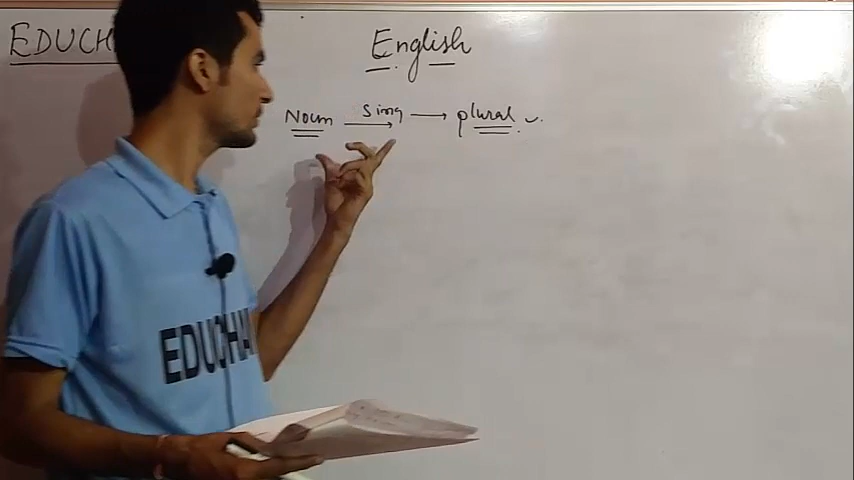 EDUCH
English
Noun → Sing → plural
EDUCHA